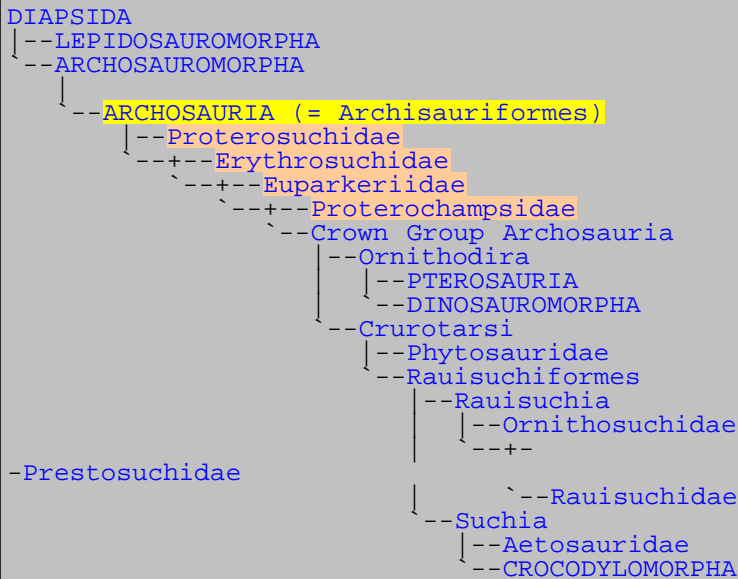 DIAPSIDA
|--LEPIDOSAUROMORPHA
`--ARCHOSAUROMORPHA
   |
   `--ARCHOSAURIA (= Archisauriformes)
      |--Proterosuchidae
      `--+--Erythrosuchidae
         `--+--Euparkeriidae
            `--+--Proterochampsidae
               `--Crown Group Archosauria
                  |--Ornithodira
                  |  |--PTEROSAURIA
                  |  `--DINOSAUROMORPHA
                  `--Crurotarsi
                     |--Phytosauridae
                     `--Rauisuchiformes
                        |--Rauisuchia
                        |  |--Ornithosuchidae
                        |  `--+-
-Prestosuchidae
                        |     `--Rauisuchidae
                        `--Suchia
                           |--Aetosauridae
                           `--CROCODYLOMORPHA